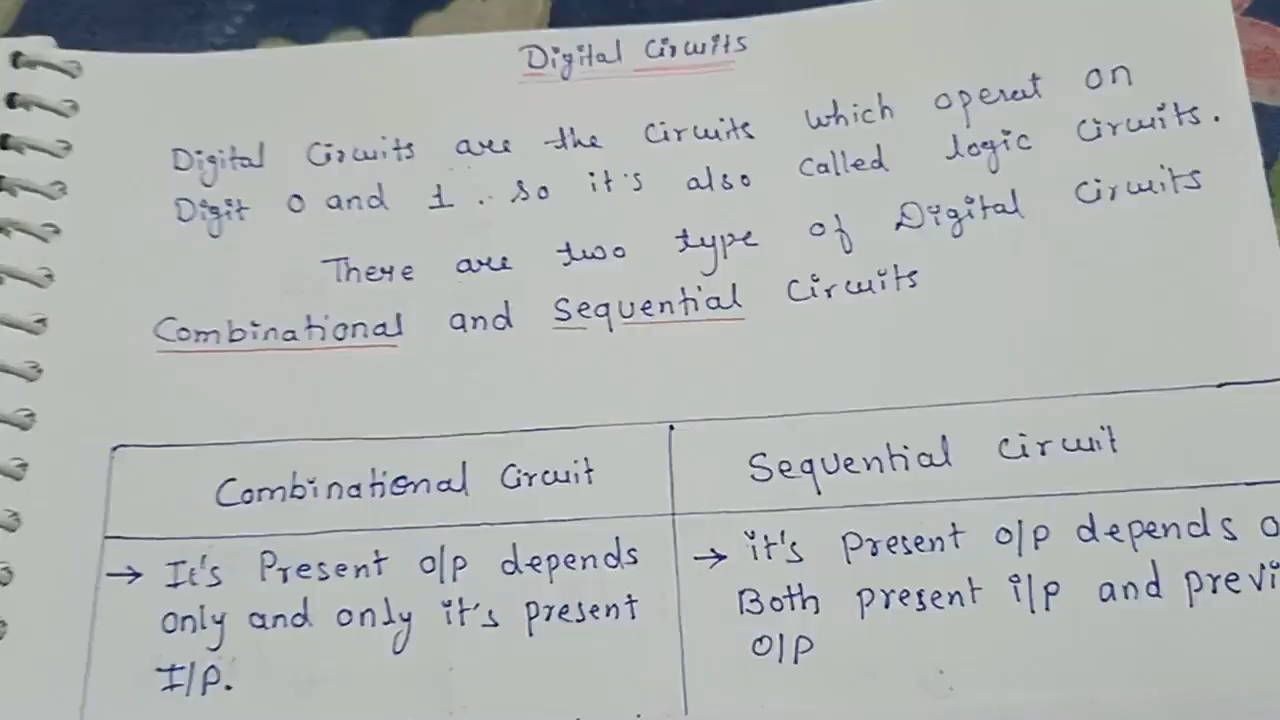 Digital Circuits
Digital Circuits are the Circuits which operat on
Digit 0 and 1 .. so it's also called logic Circuits.
There are two type of Digital Circuits
Combinational and Sequential Circuits
Combinational Circuit
Sequential Circuit
→ It's Present o/p depends
only and only it's present
I/P.
→ it's present o/p depends
Both present i/p and
O/P